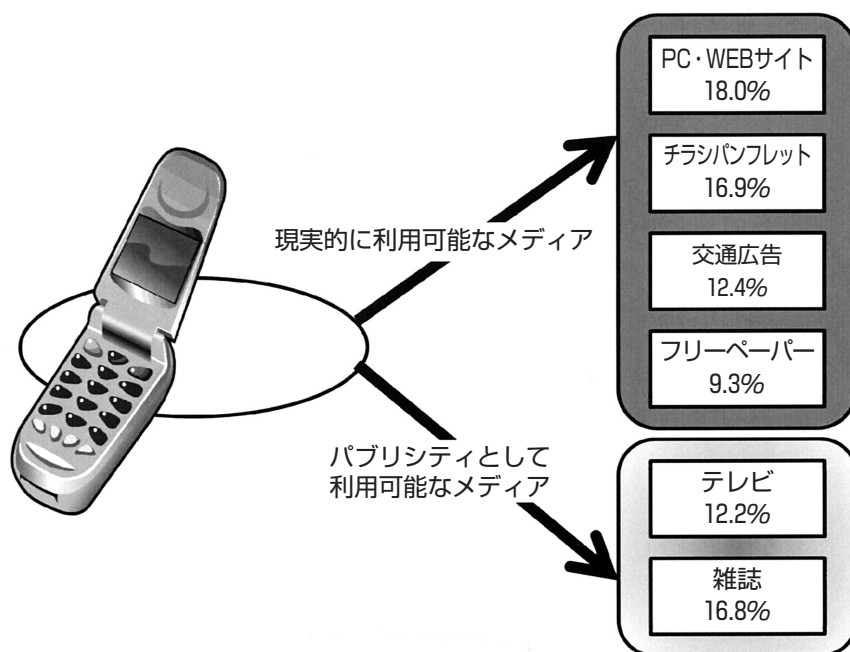 PC・WEBサイト
18.0%
チラシパンフレット
16.9%
現実的に利用可能なメディア
交通広告
12.4%
フリーペーパー
9.3%
パブリシティとして
利用可能なメディア
テレビ
12.2%
雑誌
16.8%